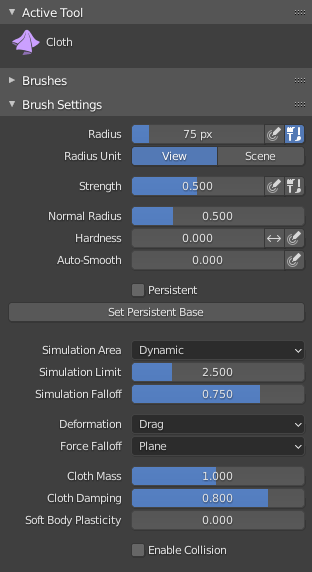 Active Tool
Cloth
Brushes
Brush Settings
Radius 75 px
Radius Unit View Scene
Strength 0.500
Normal Radius 0.500
Hardness 0.000
Auto-Smooth 0.000
Persistent
Set Persistent Base
Simulation Area Dynamic
Simulation Limit 2.500
Simulation Falloff 0.750
Deformation Drag
Force Falloff Plane
Cloth Mass 1.000
Cloth Damping 0.800
Soft Body Plasticity 0.000
Enable Collision